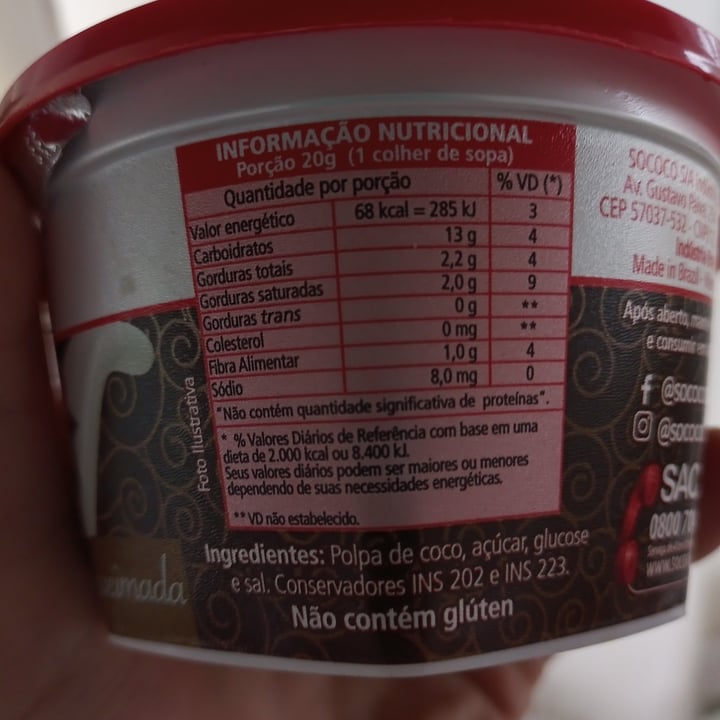 INFORMAÇÃO NUTRICIONAL
Porção 20g (1 colher de sopa)
Quantidade por porção % VD (*)
Valor energético 68 kcal = 285 kJ 3
Carboidratos 13 g 4
Gorduras totais 2,2 g 4
Gorduras saturadas 2,0 g 9
Gorduras trans 0 g **
Colesterol 0 mg **
Fibra Alimentar 1,0 g 4
Sódio 8,0 mg 0
"Não contém quantidade significativa de proteínas".
* % Valores Diários de Referência com base em uma
dieta de 2.000 kcal ou 8.400 kJ.
Seus valores diários podem ser maiores ou menores
dependendo de suas necessidades energéticas.
** VD não estabelecido.
Foto Ilustrativa
Ingredientes: Polpa de coco, açúcar, glucose
e sal. Conservadores INS 202 e INS 223.
Não contém glúten
SOCOCO S/A
Av. Gustavo
CEP 57037-532 -
Made in Brazil
Após aberto,
e consumir
SAC
0800